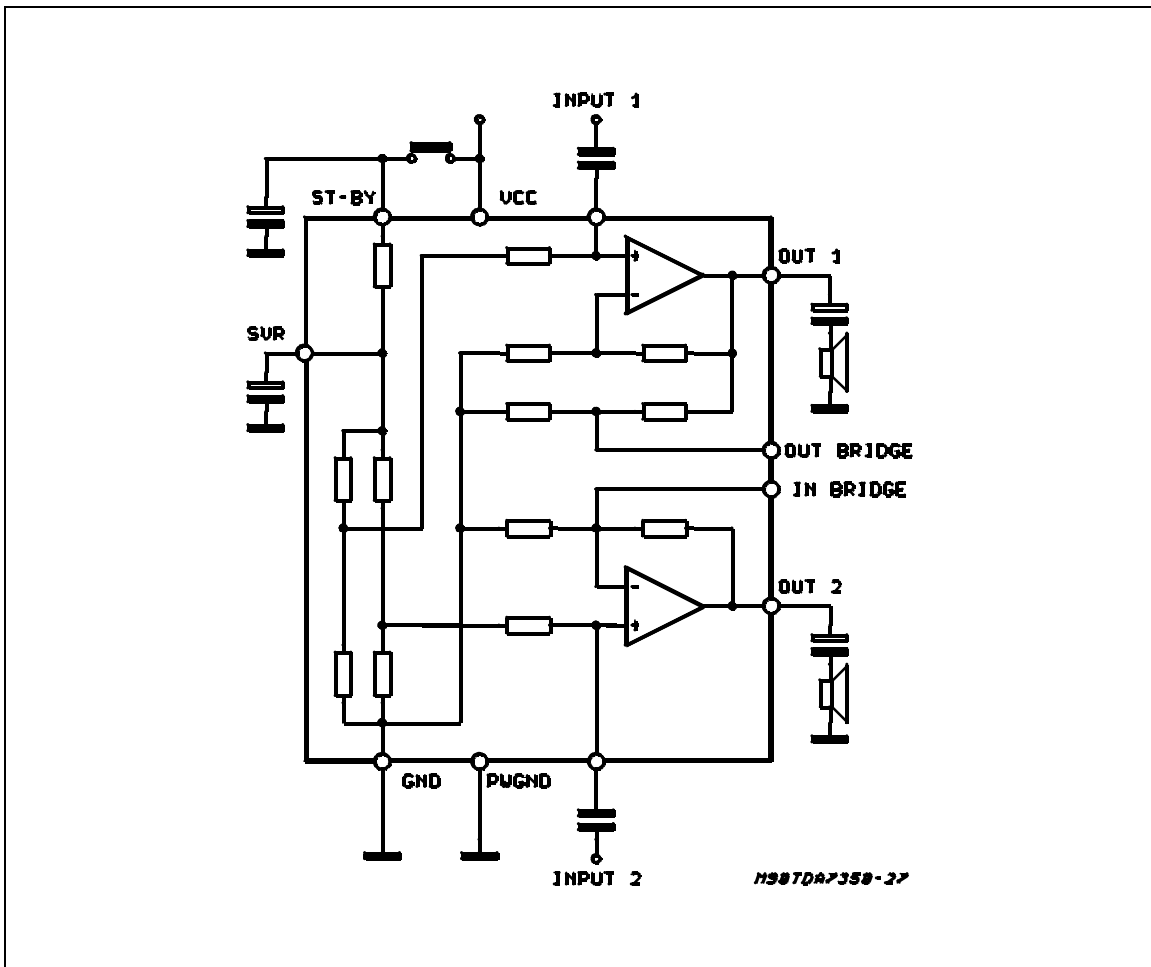 INPUT 1
ST-BY
VCC
OUT 1
SVR
OUT BRIDGE
IN BRIDGE
OUT 2
GND
PWGND
INPUT 2
M90TDA7350-27